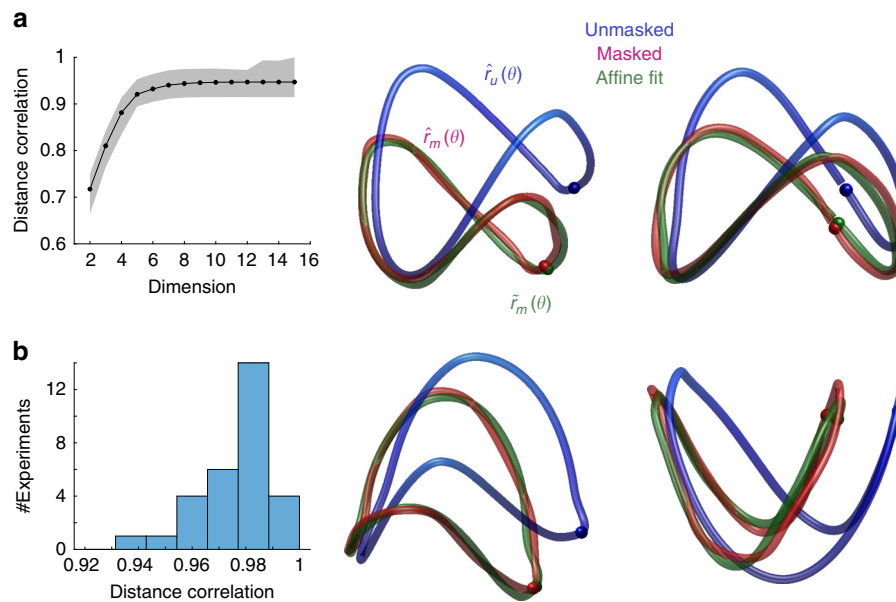 a
Unmasked
Masked
Affine fit
Distance correlation
1
0.9
0.8
0.7
0.6
2 4 6 8 10 12 14 16
Dimension
r̂u(θ)
r̂m(θ)
r̃m(θ)
b
#Experiments
12
8
4
0
0.92 0.94 0.96 0.98 1
Distance correlation